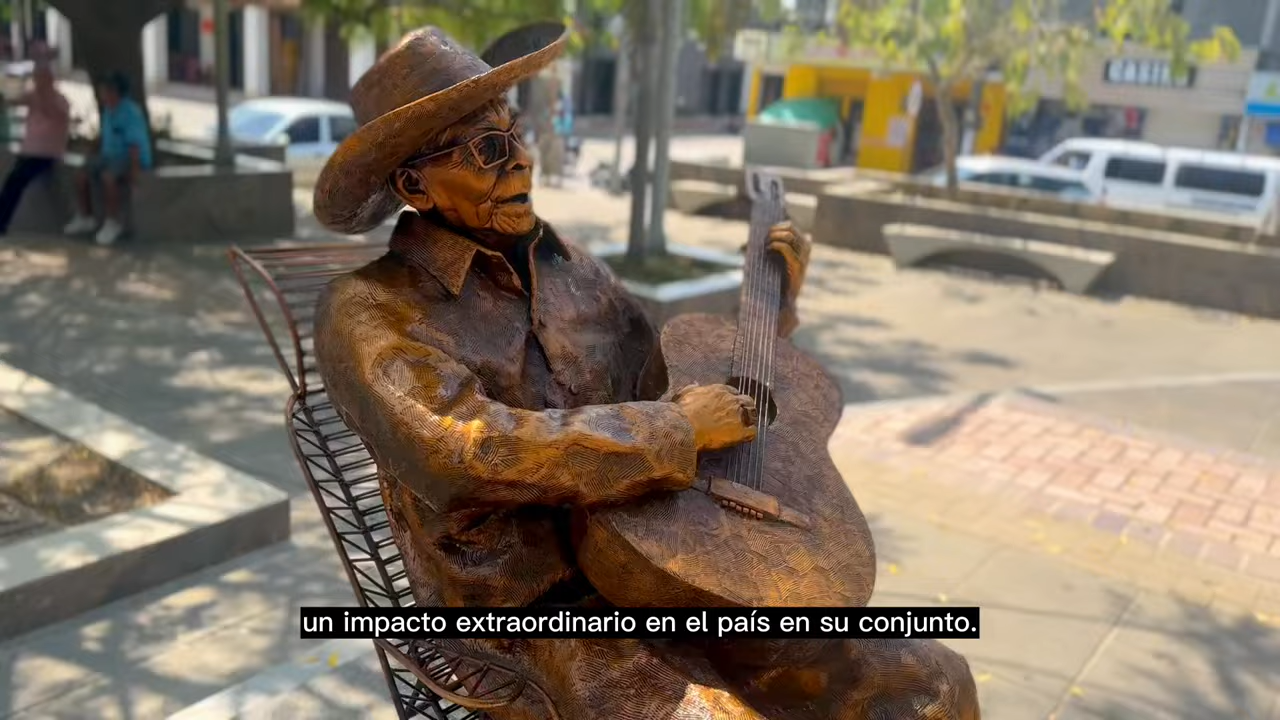 un impacto extraordinario en el país en su conjunto.